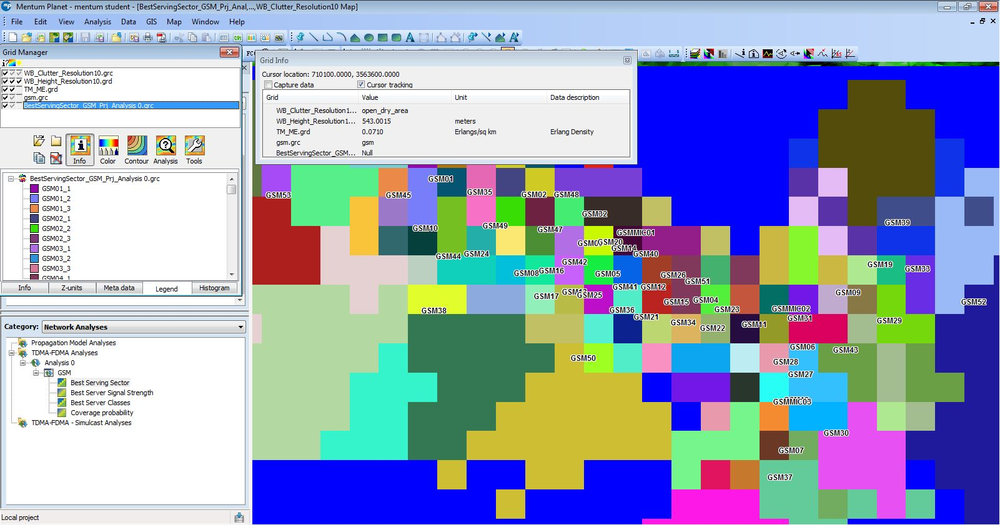 Mentum Planet - mentum student - [BestServingSector_GSM_Prj_Anal,...,WB_Clutter_Resolution10 Map]
File Edit View Analysis Data GIS Map Window Help
Grid Manager
WB_Clutter_Resolution10.grc
WB_Height_Resolution10.grd
TM_ME.grd
gsm.grc
BestServingSector_GSM_Prj_Analysis 0.grc
Info Color Contour Analysis Tools
BestServingSector_GSM_Prj_Analysis 0.grc
GSM01_1
GSM01_2
GSM01_3
GSM02_1
GSM02_2
GSM02_3
GSM03_1
GSM03_2
GSM03_3
GSM04_1
Info Z-units Meta data Legend Histogram
Category: Network Analyses
Propagation Model Analyses
TDMA-FDMA Analyses
Analysis 0
GSM
Best Serving Sector
Best Server Signal Strength
Best Server Classes
Coverage probability
TDMA-FDMA - Simulcast Analyses
Local project
Grid Info
Cursor location: 710100.0000, 3563600.0000
Capture data Cursor tracking
Grid Value Unit Data description
WB_Clutter_Resolution1... open_dry_area
WB_Height_Resolution1... 543.0015 meters
TM_ME.grd 0.0710 Erlangs/sq km Erlang Density
gsm.grc gsm
BestServingSector_GSM... Null
GSM01
GSM53 GSM45 GSM35 GSM02 GSM48
GSM32
GSM10 GSM49 GSM47 GSMMIC01 GSM39
GSM20
GSM14
GSM44 GSM24 GSM40
GSM42 GSM19
GSM08 GSM16 GSM05 GSM26 GSM33
GSM51
GSM41 GSM12
GSM17 GSM25 GSM09
GSM15 GSM04 GSM52
GSM38 GSM36 GSM23 GSMMIC02
GSM21 GSM31
GSM34 GSM22 GSM11 GSM29
GSM06 GSM43
GSM50 GSM28
GSM27
GSMMIC03
GSM30
GSM07
GSM37